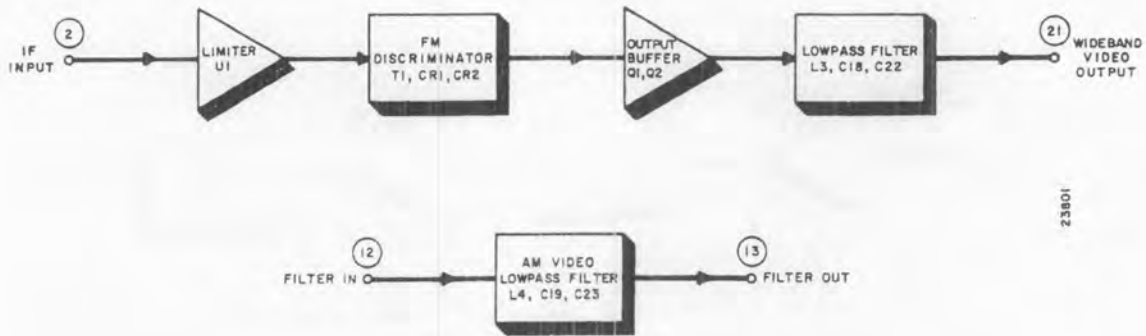 2
IF
INPUT
LIMITER
U1
FM
DISCRIMINATOR
T1, CR1, CR2
OUTPUT
BUFFER
Q1, Q2
LOWPASS FILTER
L3, C18, C22
21
WIDEBAND
VIDEO
OUTPUT
23801
12
FILTER IN
AM VIDEO
LOWPASS FILTER
L4, C19, C23
13
FILTER OUT